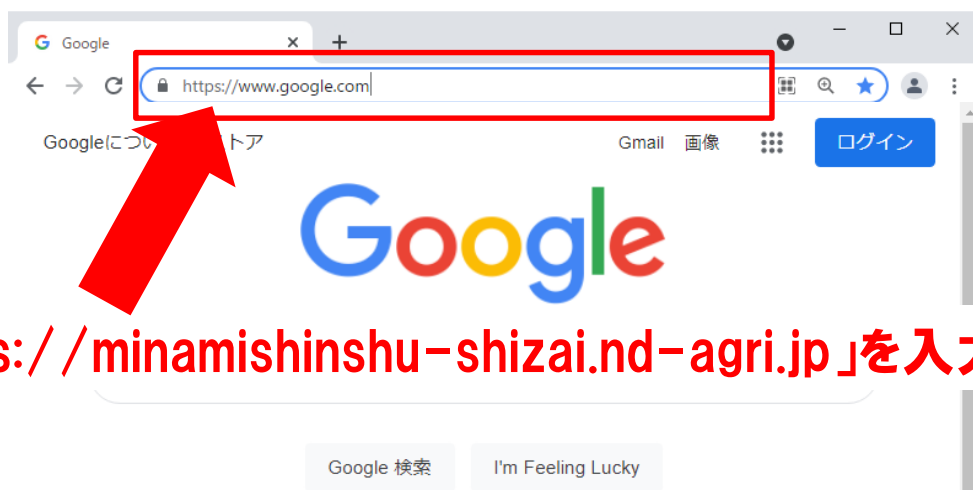 Google
https://www.google.com
Googleについ ストア
Gmail 画像
ログイン
Google
s://minamishinshu-shizai.nd-agri.jp」を入力
Google 検索 I'm Feeling Lucky